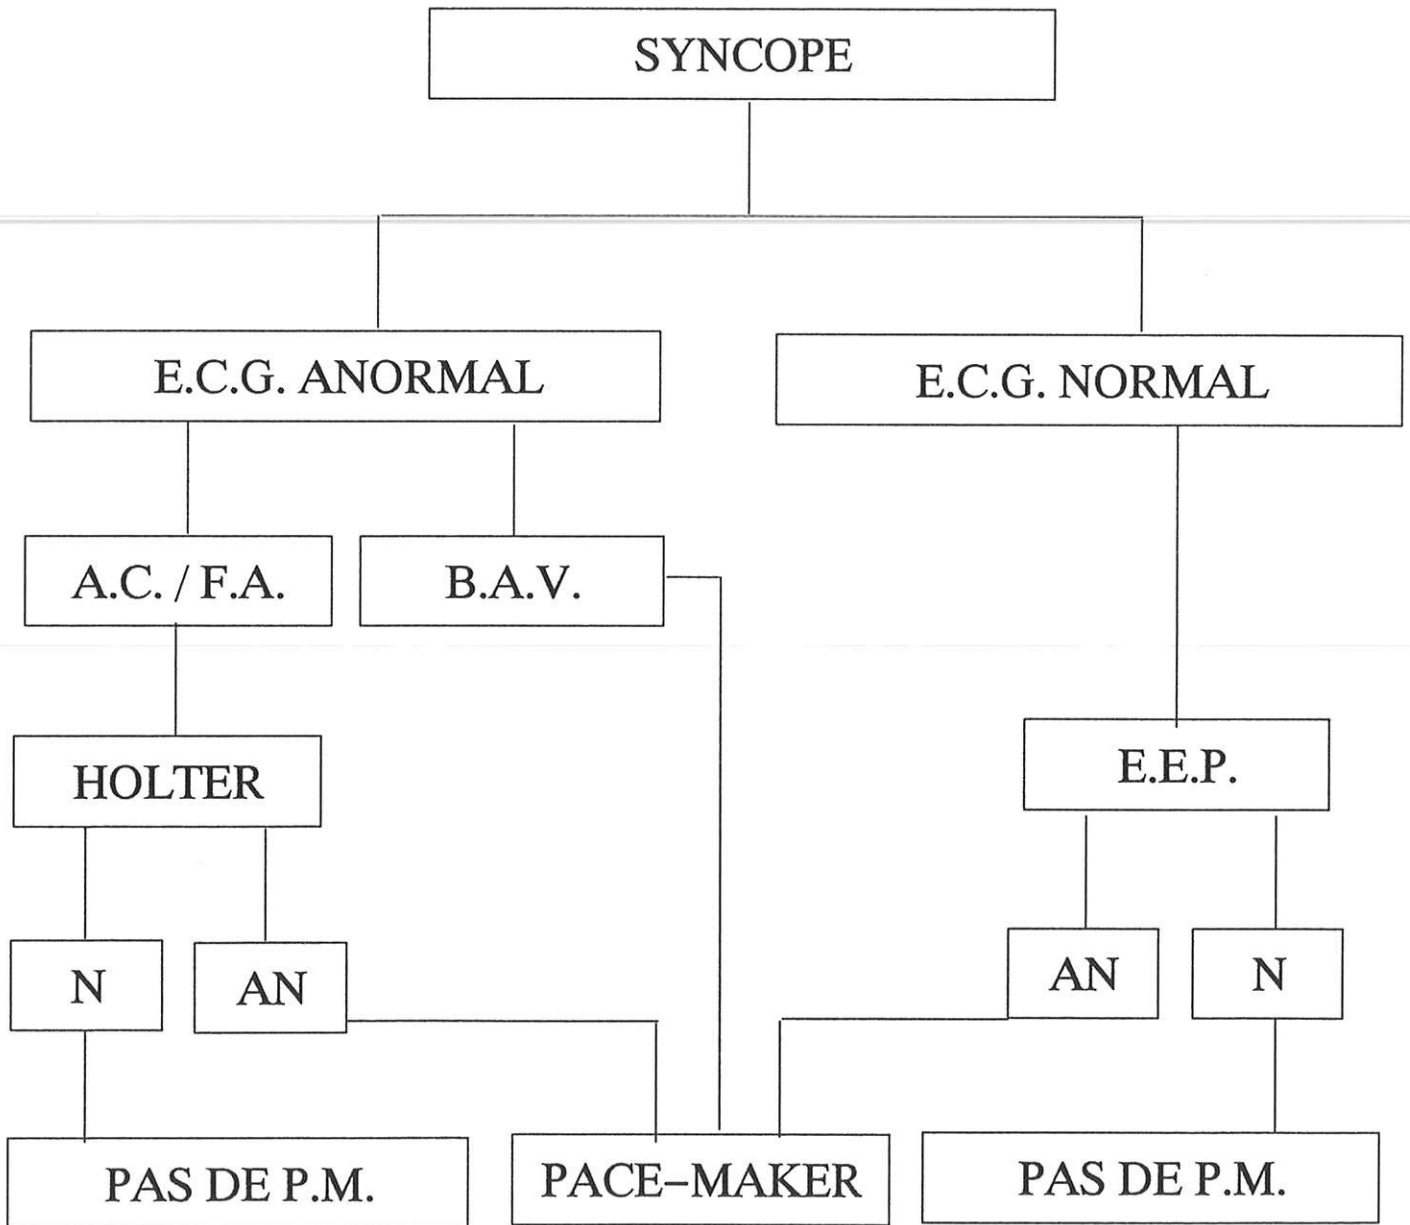 SYNCOPE
E.C.G. ANORMAL
E.C.G. NORMAL
A.C. / F.A.
B.A.V.
HOLTER
E.E.P.
N
AN
AN
N
PAS DE P.M.
PACE–MAKER
PAS DE P.M.